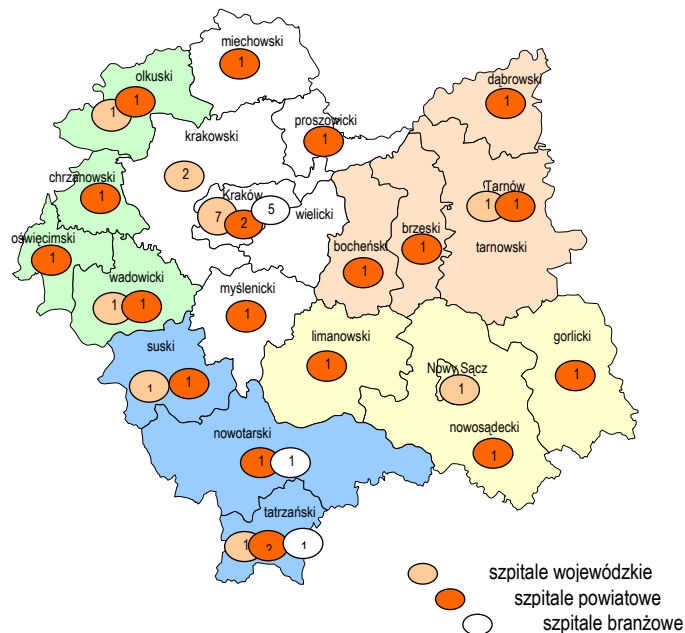 miechowski
1
olkuski
1 1
dąbrowski
1
proszowicki
1
krakowski
2
chrzanowski
1
Kraków
7 2 5
wielicki
Tarnów
1 1
tarnowski
brzeski
1
bocheński
1
oświęcimski
1
wadowicki
1 1
myślenicki
1
limanowski
1
gorlicki
1
suski
1 1
Nowy Sącz
1
nowosądecki
1
nowotarski
1 1
tatrzański
1 2 1
szpitale wojewódzkie
szpitale powiatowe
szpitale branżowe